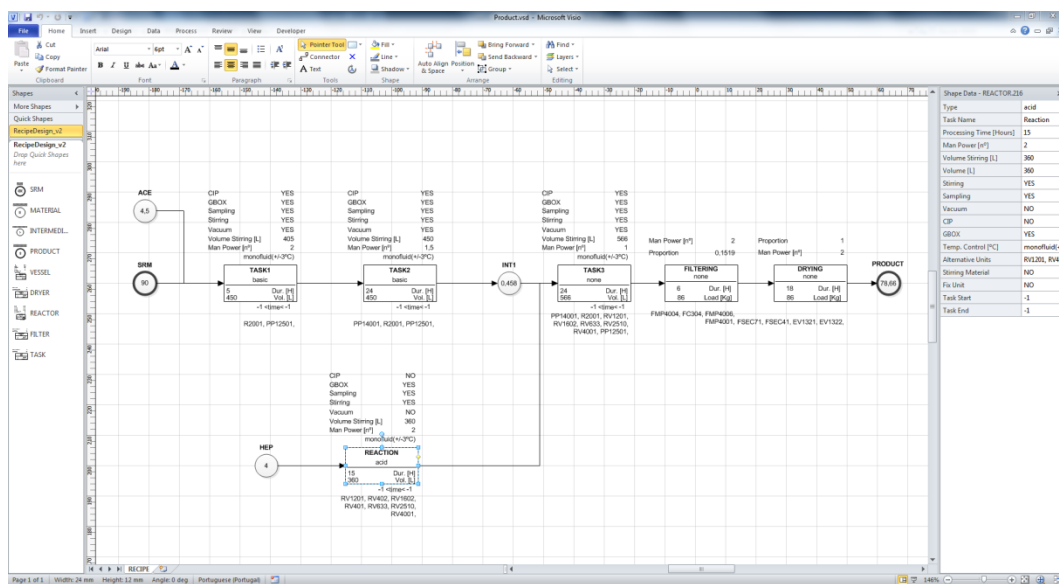 Product.vsd - Microsoft Visio
File Home Insert Design Data Process Review View Developer
Cut
Copy
Format Painter
Paste
Clipboard
Arial 6pt
Font
Paragraph
Pointer Tool
Connector
Text
Tools
Fill
Line
Shadow
Shape
Auto Align & Space
Position
Bring Forward
Send Backward
Group
Arrange
Find
Layers
Select
Editing
Shapes
More Shapes
Quick Shapes
RecipeDesign_v2
RecipeDesign_v2
Drop Quick Shapes here
SRM
MATERIAL
INTERMEDI...
PRODUCT
VESSEL
DRYER
REACTOR
FILTER
TASK
ACE
4,5
SRM
90
CIP YES
GBOX YES
Sampling YES
Stirring YES
Vacuum YES
Volume Stirring [L] 405
Man Power [nº] 2
monofluid(+/-3ºC)
TASK1
basic
5 Dur. [H]
450 Vol. [L]
-1 <time< -1
R2001, PP12501,
CIP YES
GBOX YES
Sampling YES
Stirring YES
Vacuum YES
Volume Stirring [L] 450
Man Power [nº] 1,5
monofluid(+/-3ºC)
TASK2
basic
24 Dur. [H]
450 Vol. [L]
-1 <time< -1
PP14001, R2001, PP12501,
INT1
0,458
CIP YES
GBOX YES
Sampling YES
Stirring YES
Vacuum YES
Volume Stirring [L] 566
Man Power [nº] 1
monofluid(+/-3ºC)
TASK3
none
24 Dur. [H]
566 Vol. [L]
-1 <time< -1
PP14001, R2001, RV1201,
RV1602, RV633, RV2510,
RV4001, PP12501,
Man Power [nº] 2
Proportion 0,1519
FILTERING
none
6 Dur. [H]
86 Load [Kg]
FMP4004, FC304, FMP4006,
FMP4001, FSEC71, FSEC41, EV1321, EV1322,
Proportion 1
Man Power [nº] 2
DRYING
none
18 Dur. [H]
86 Load [Kg]
PRODUCT
78,66
CIP NO
GBOX YES
Sampling YES
Stirring YES
Vacuum NO
Volume Stirring [L] 360
Man Power [nº] 2
monofluid(+/-3ºC)
HEP
4
REACTION
acid
15 Dur. [H]
360 Vol. [L]
-1 <time< -1
RV1201, RV402, RV1602,
RV401, RV633, RV2510,
RV4001,
Shape Data - REACTOR.216
Type acid
Task Name Reaction
Processing Time [Hours] 15
Man Power [nº] 2
Volume Stirring [L] 360
Volume [L] 360
Stirring YES
Sampling YES
Vacuum NO
CIP NO
GBOX YES
Temp. Control [ºC] monofluid(
Alternative Units RV1201, RV4
Stirring Material NO
Fix Unit NO
Task Start -1
Task End -1
RECIPE
Page 1 of 1 Width: 24 mm Height: 12 mm Angle: 0 deg Portuguese (Portugal) 146%